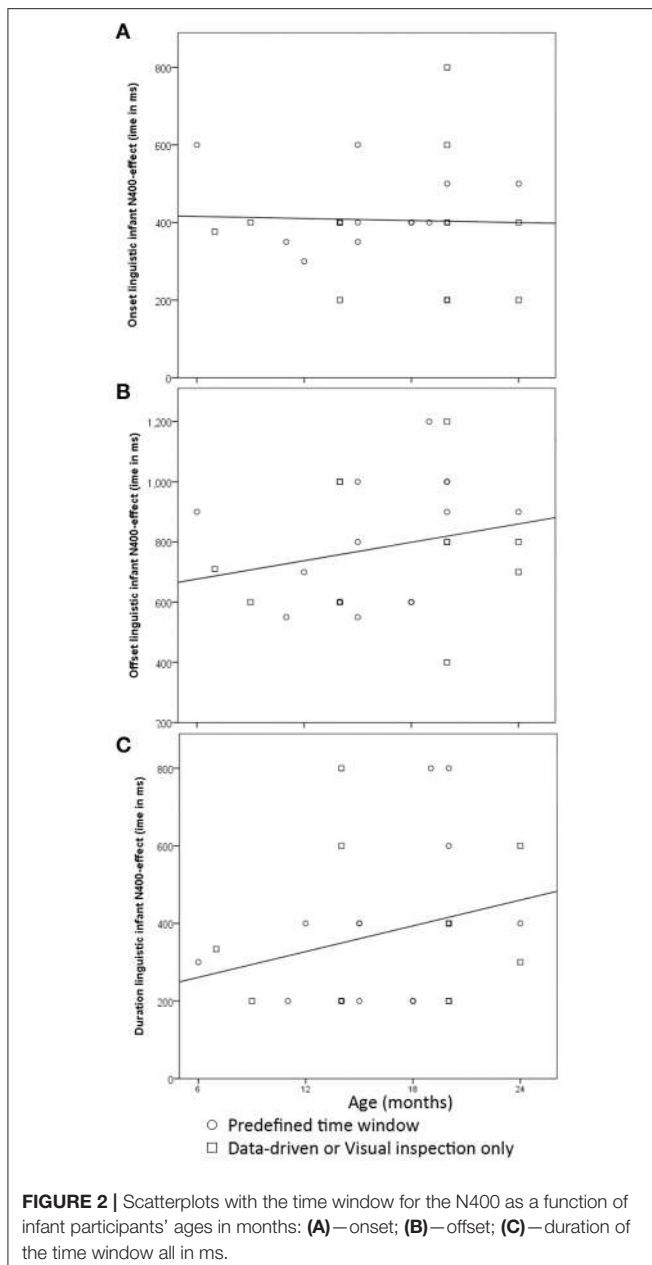 A
Onset linguistic infant N400-effect (ime in ms)
800
600
400
200
0
B
Offset linguistic infant N400-effect (ime in ms)
1,200
1,000
800
600
400
200
C
Duration linguistic infant N400-effect (ime in ms)
800
600
400
200
0
6
12
18
24
Age (months)
Predefined time window
Data-driven or Visual inspection only
FIGURE 2 | Scatterplots with the time window for the N400 as a function of
infant participants' ages in months: (A)—onset; (B)—offset; (C)—duration of
the time window all in ms.